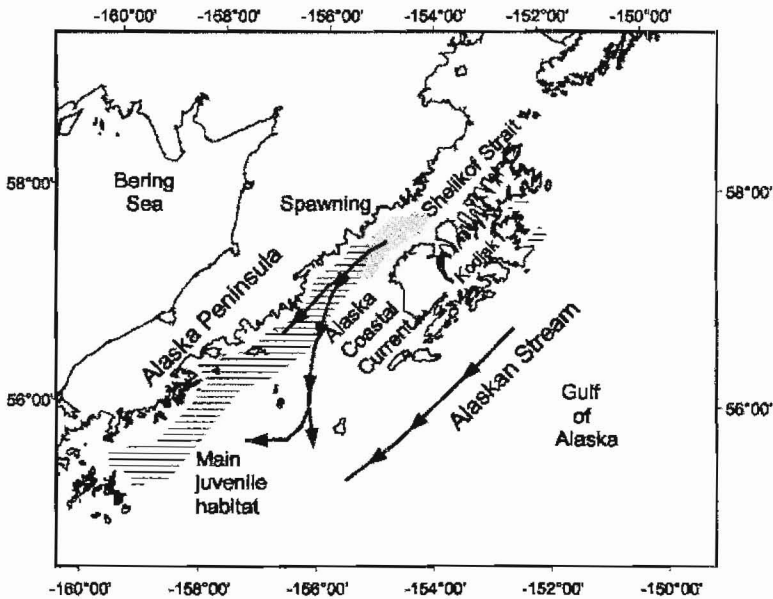 -160°00' -158°00' -156°00' -154°00' -152°00' -150°00'
58°00'
58°00'
Bering
Sea
Spawning
Shelikof Strait
Kodiak
Alaska Peninsula
Alaska
Coastal
Current
Alaskan Stream
56°00'
56°00'
Gulf
of
Alaska
Main
juvenile
habitat
-160°00' -158°00' -156°00' -154°00' -152°00' -150°00'